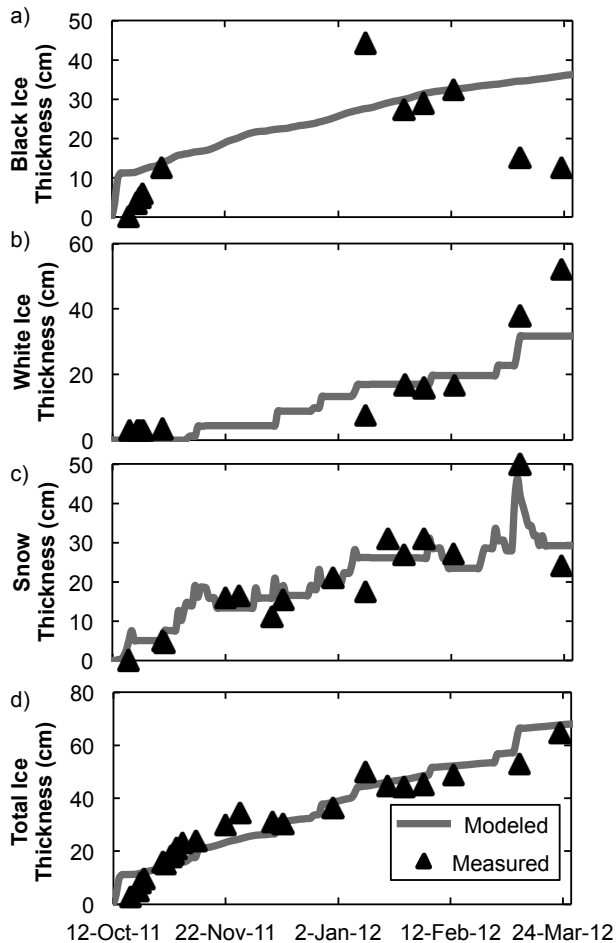 a)
Black Ice
Thickness (cm)
50
40
30
20
10
0
b)
White Ice
Thickness (cm)
60
40
20
0
c)
Snow
Thickness (cm)
50
40
30
20
10
0
d)
Total Ice
Thickness (cm)
80
60
40
20
0
Modeled
Measured
12-Oct-11 22-Nov-11 2-Jan-12 12-Feb-12 24-Mar-12